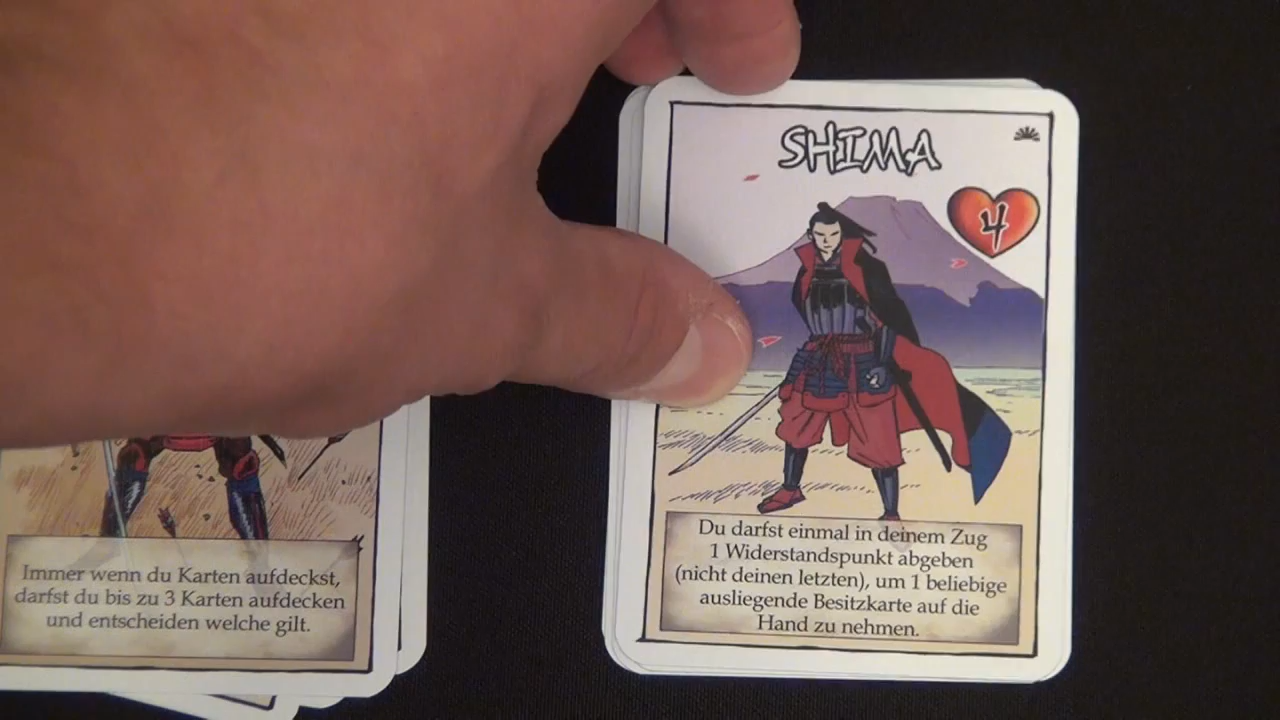 SHIMA
4
Du darfst einmal in deinem Zug
1 Widerstandspunkt abgeben
(nicht deinen letzten), um 1 beliebige
ausliegende Besitzkarte auf die
Hand zu nehmen.
Immer wenn du Karten aufdeckst,
darfst du bis zu 3 Karten aufdecken
und entscheiden welche gilt.